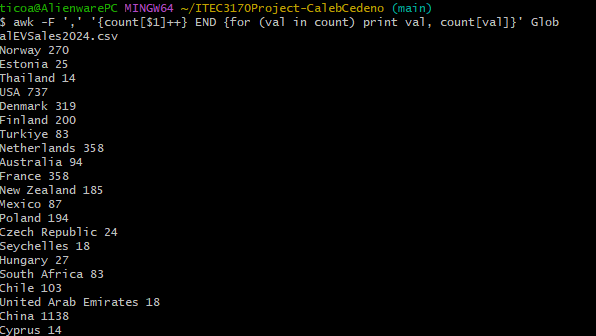 ticoa@AlienwarePC MINGW64 ~/ITEC3170Project-CalebCedeno (main)
$ awk -F ',' '{count[$1]++} END {for (val in count) print val, count[val]}' Glob
alEVSales2024.csv
Norway 270
Estonia 25
Thailand 14
USA 737
Denmark 319
Finland 200
Turkiye 83
Netherlands 358
Australia 94
France 358
New Zealand 185
Mexico 87
Poland 194
Czech Republic 24
Seychelles 18
Hungary 27
South Africa 83
Chile 103
United Arab Emirates 18
China 1138
Cyprus 14